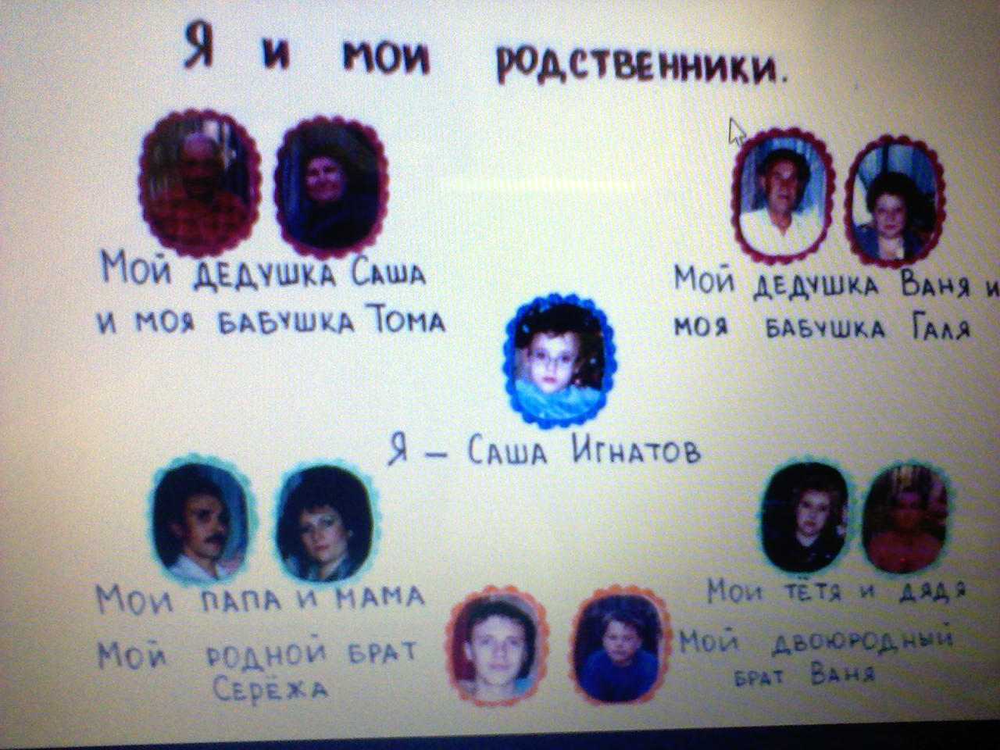 Я и мои родственники.
Мой дедушка Саша
и моя бабушка Тома
Мой дедушка Ваня и
моя бабушка Галя
Я – Саша Игнатов
Мои папа и мама
Мои тётя и дядя
Мой родной брат
Серёжа
Мой двоюродный
брат Ваня